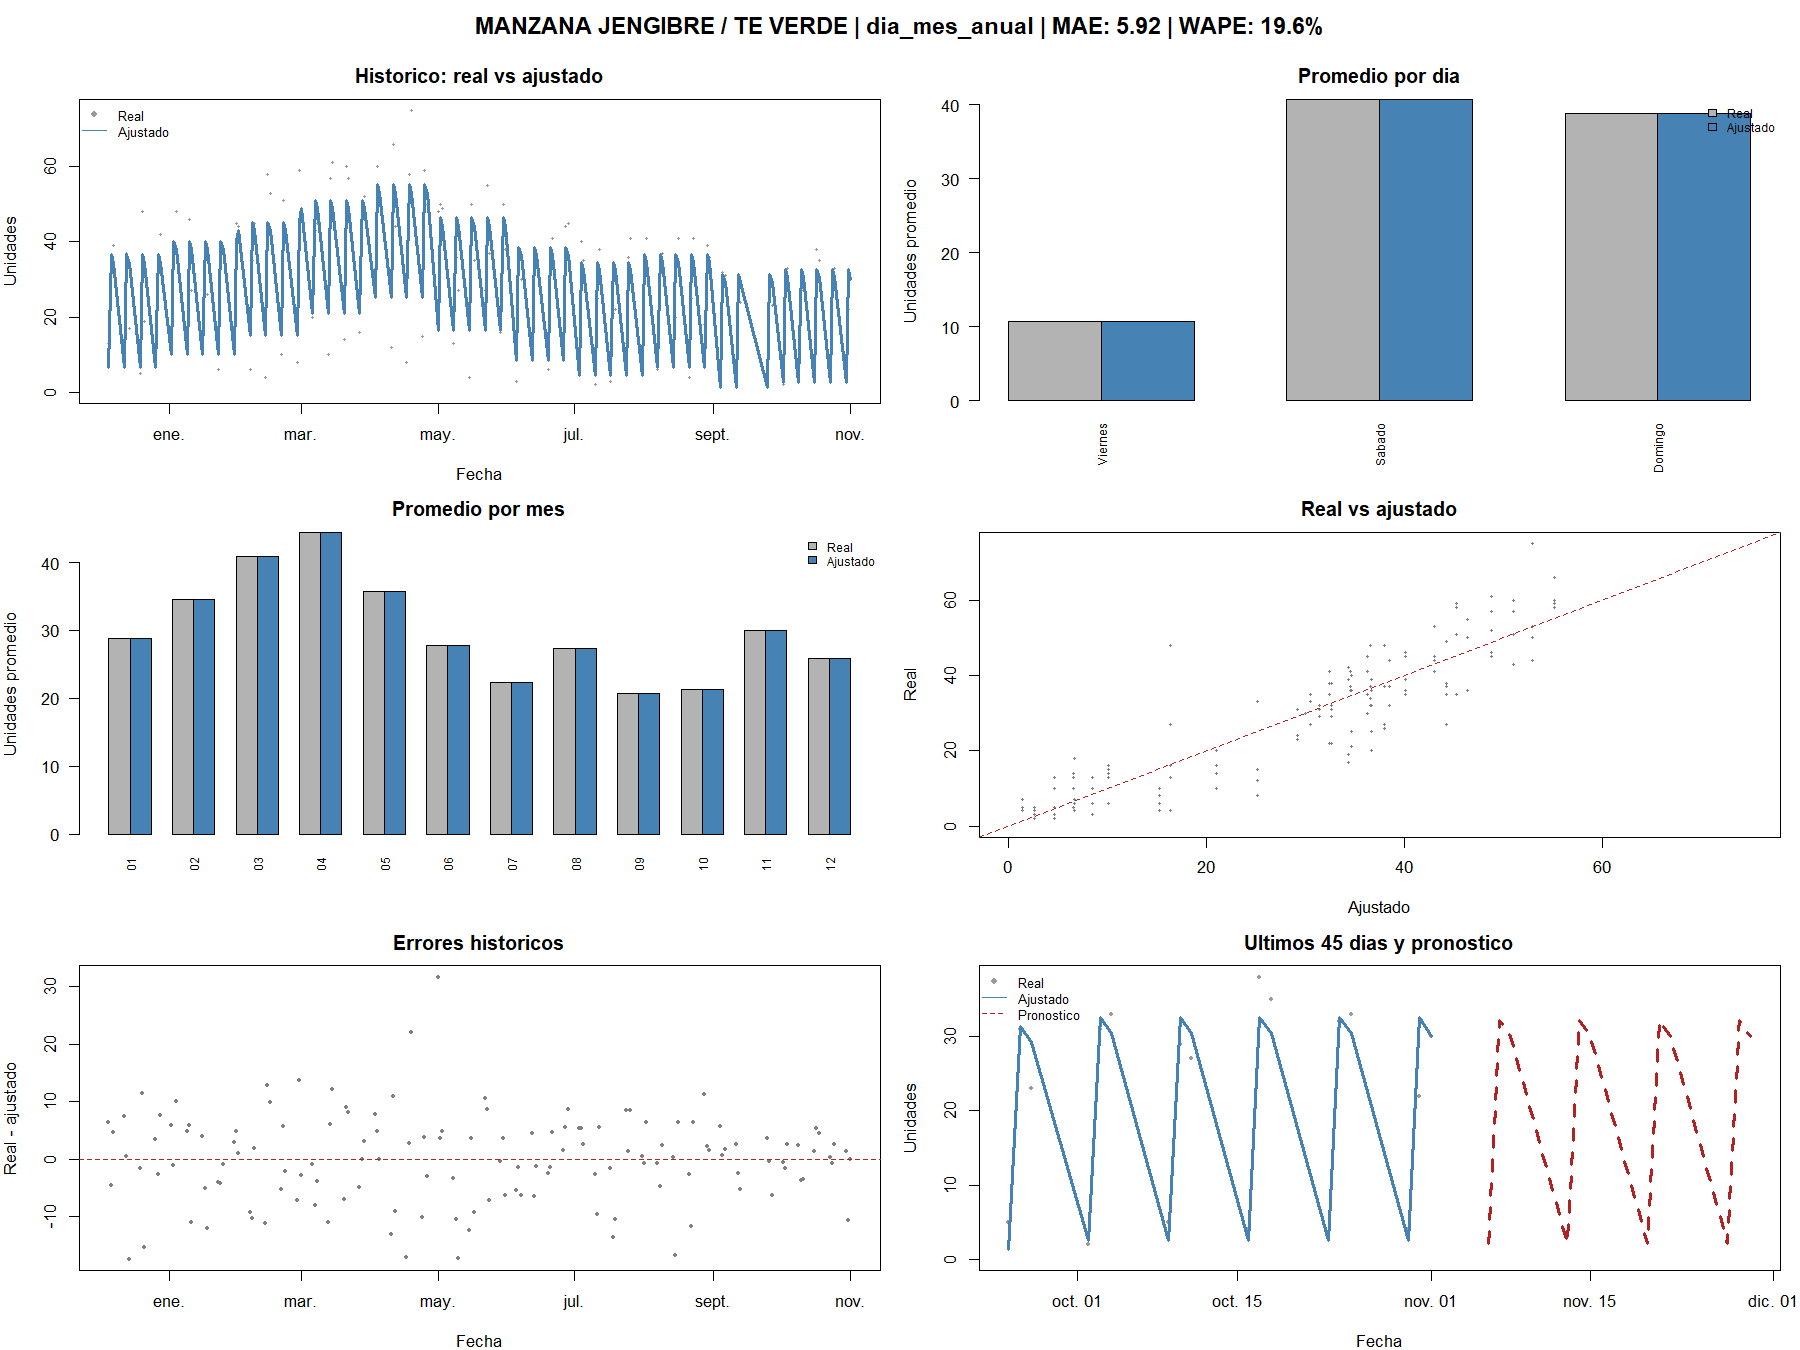 MANZANA JENGIBRE / TE VERDE | dia_mes_anual | MAE: 5.92 | WAPE: 19.6%
Historico: real vs ajustado
Real
Ajustado
Unidades
0
20
40
60
ene.
mar.
may.
jul.
sept.
nov.
Fecha
Promedio por dia
Real
Ajustado
Unidades promedio
0
10
20
30
40
Viernes
Sabado
Domingo
Promedio por mes
Real
Ajustado
Unidades promedio
0
10
20
30
40
01
02
03
04
05
06
07
08
09
10
11
12
Real vs ajustado
Real
0
20
40
60
0
20
40
60
Ajustado
Errores historicos
Real - ajustado
-10
0
10
20
30
ene.
mar.
may.
jul.
sept.
nov.
Fecha
Ultimos 45 dias y pronostico
Real
Ajustado
Pronostico
Unidades
0
10
20
30
oct. 01
oct. 15
nov. 01
nov. 15
dic. 01
Fecha